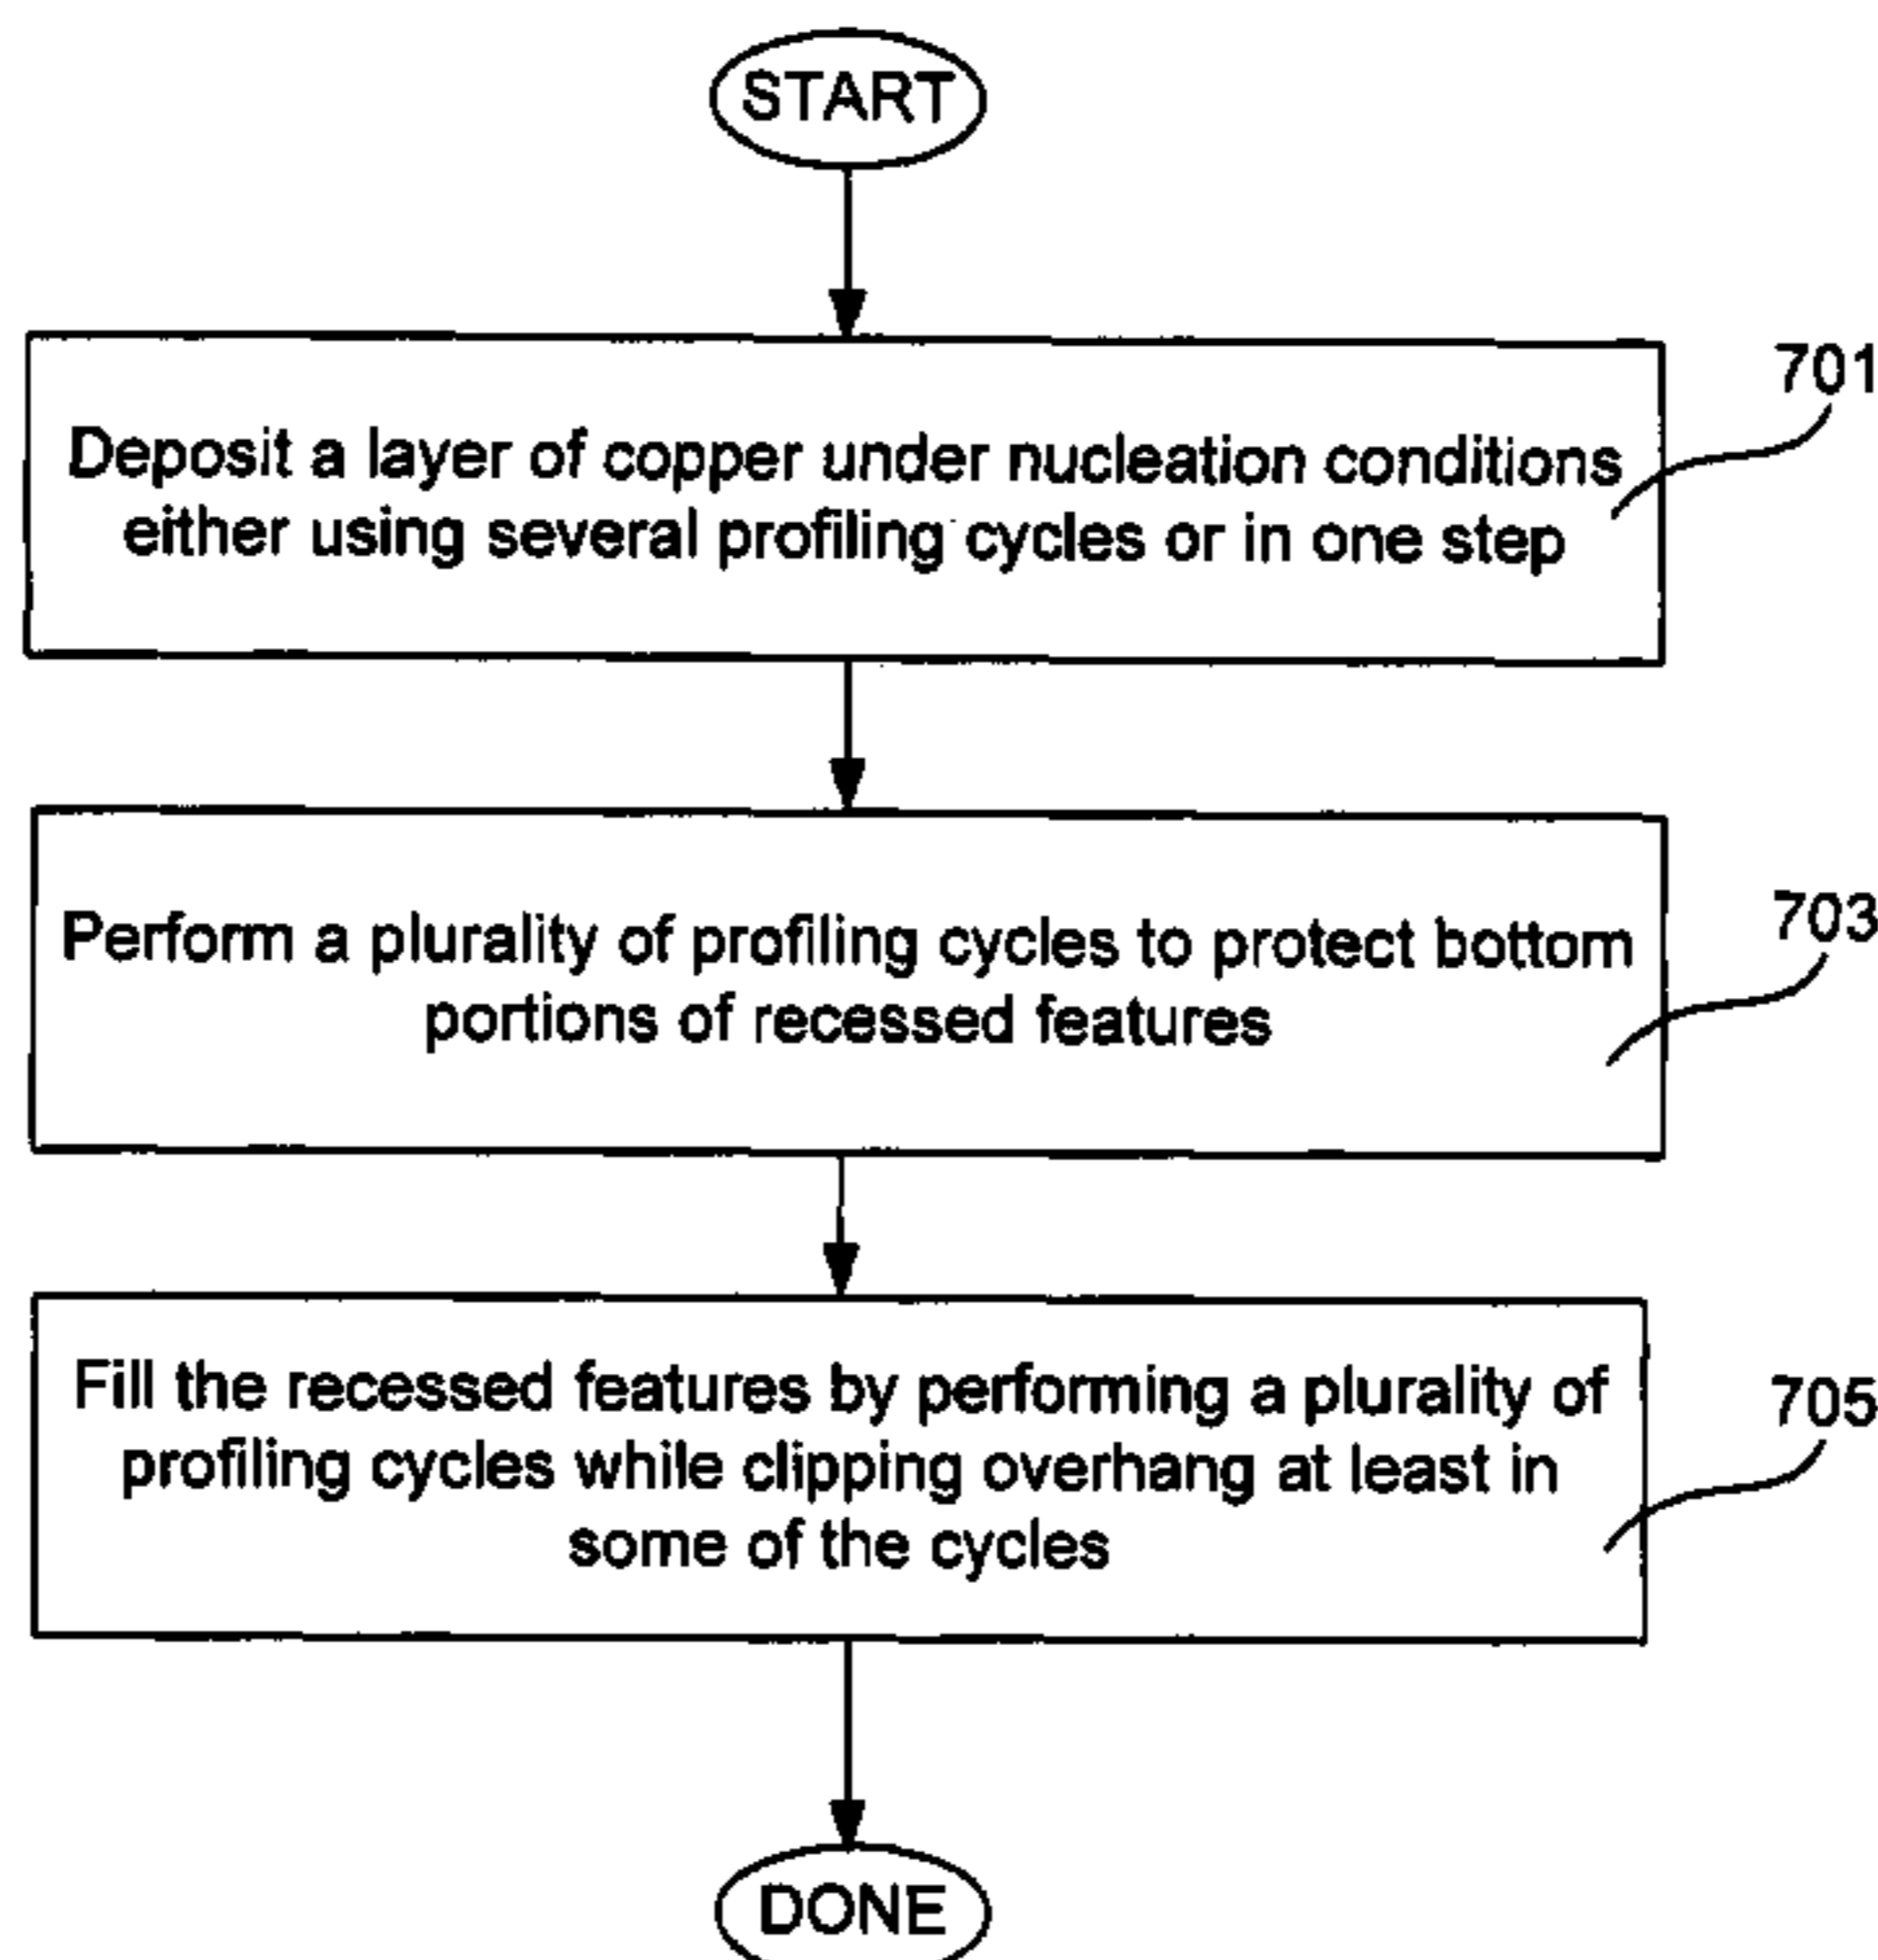 START
Deposit a layer of copper under nucleation conditions
either using several profiling cycles or in one step
701
Perform a plurality of profiling cycles to protect bottom
portions of recessed features
703
Fill the recessed features by performing a plurality of
profiling cycles while clipping overhang at least in
some of the cycles
705
DONE